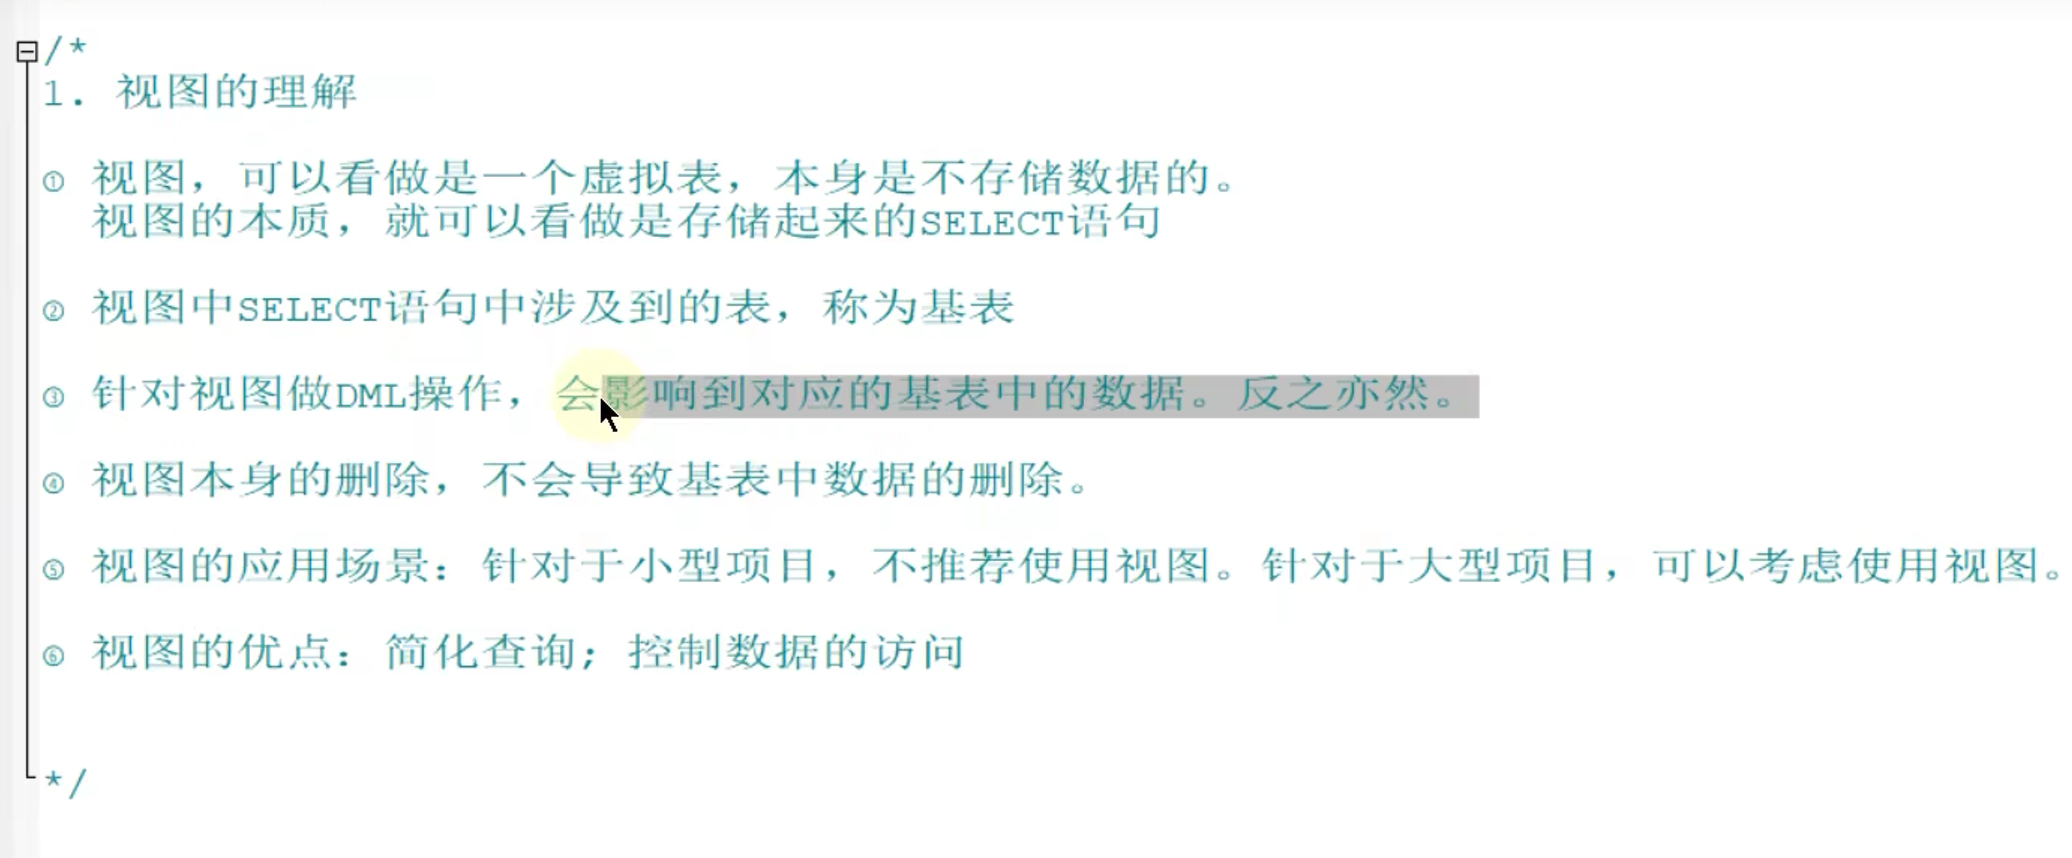 /*
1. 视图的理解
① 视图，可以看做是一个虚拟表，本身是不存储数据的。
视图的本质，就可以看做是存储起来的SELECT语句
② 视图中SELECT语句中涉及到的表，称为基表
③ 针对视图做DML操作，会影响到对应的基表中的数据。反之亦然。
④ 视图本身的删除，不会导致基表中数据的删除。
⑤ 视图的应用场景：针对于小型项目，不推荐使用视图。针对于大型项目，可以考虑使用视图。
⑥ 视图的优点：简化查询；控制数据的访问
*/